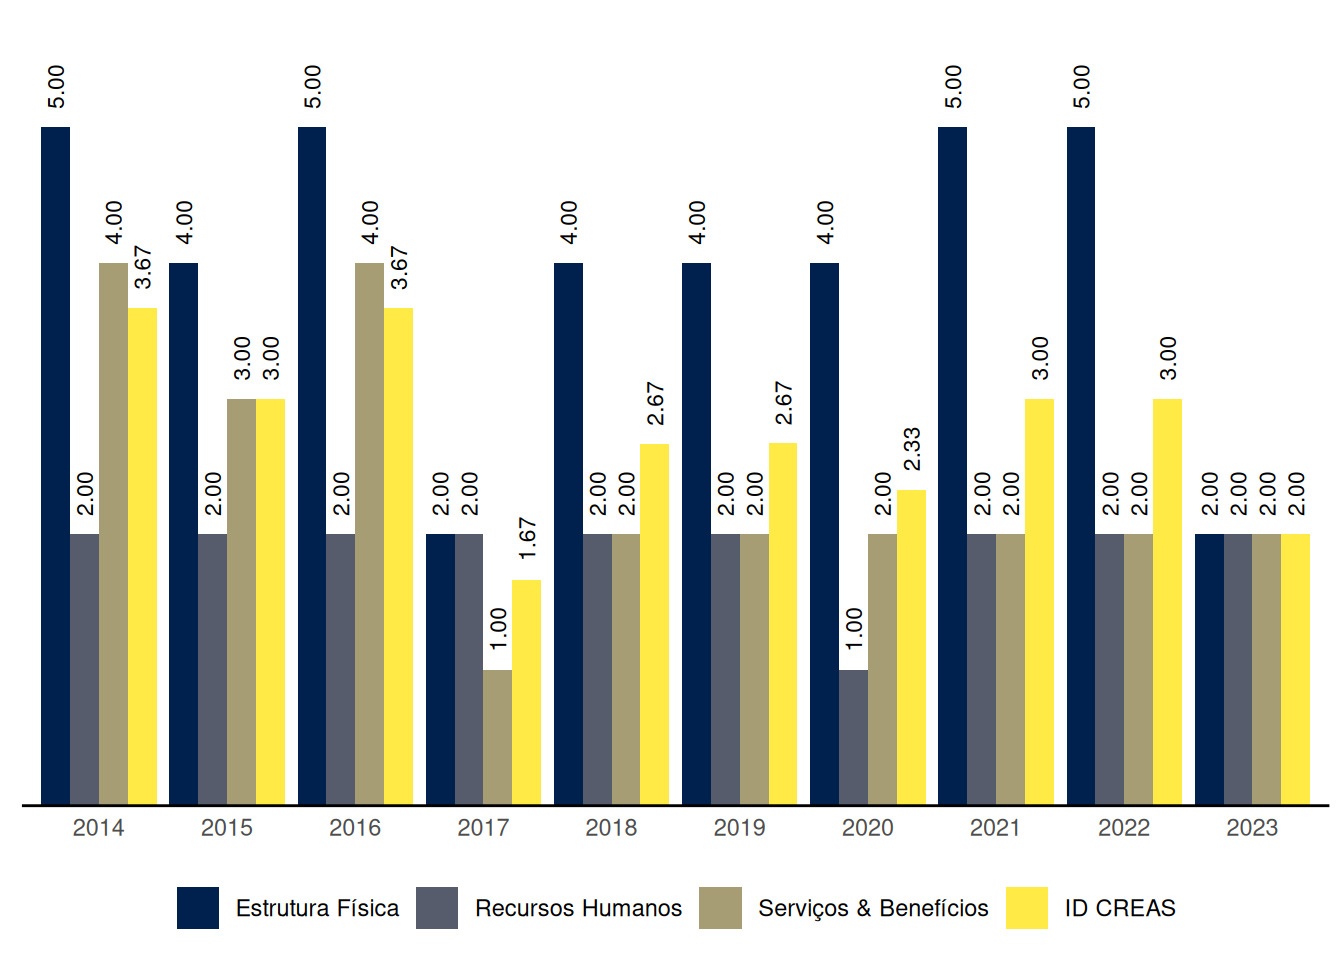 5.00 2.00 4.00 3.67
4.00 2.00 3.00 3.00
5.00 2.00 4.00 3.67
2.00 2.00 1.00 1.67
4.00 2.00 2.00 2.67
4.00 2.00 2.00 2.67
4.00 1.00 2.00 2.33
5.00 2.00 2.00 3.00
5.00 2.00 2.00 3.00
2.00 2.00 2.00 2.00
2014 2015 2016 2017 2018 2019 2020 2021 2022 2023
Estrutura Física Recursos Humanos Serviços & Benefícios ID CREAS